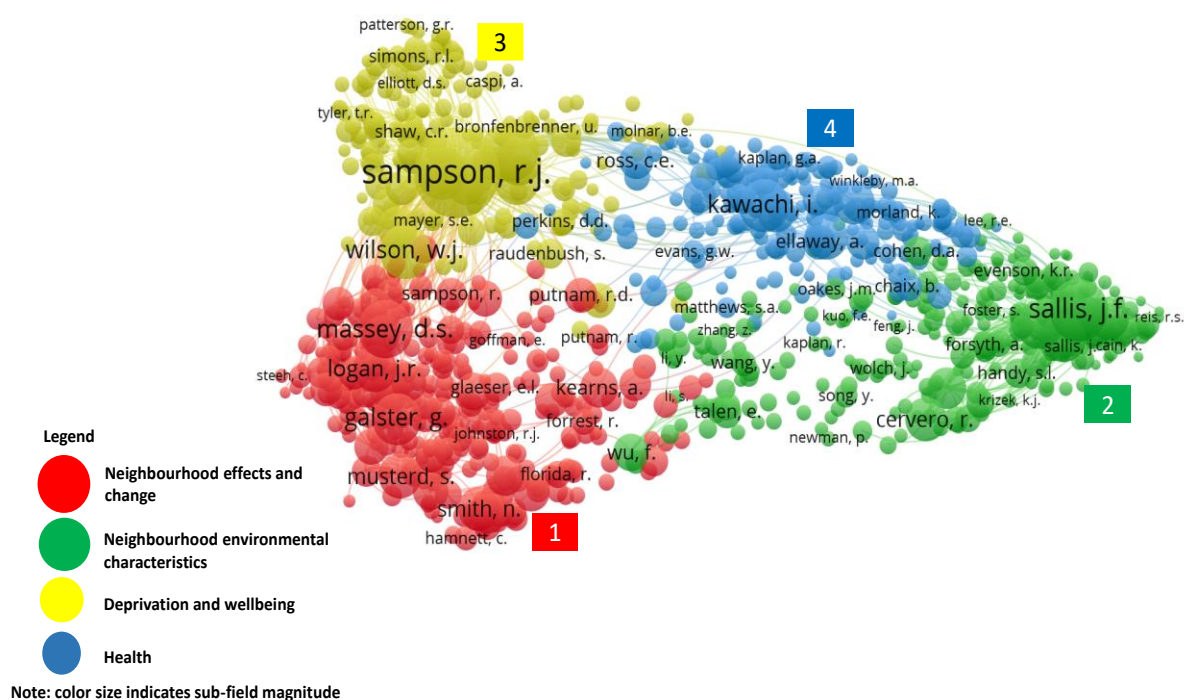 patterson, g.r.
3
simons, r.l.
elliott, d.s.
caspi, a.
tyler, t.r.
shaw, c.r.
bronfenbrenner, u.
molnar, b.e.
4
sampson, r.j.
ross, c.e.
kaplan, g.a.
winkleby, m.a.
kawachi, i.
morland, k.
lee, r.e.
mayer, s.e.
perkins, d.d.
wilson, w.j.
raudenbush, s.
evans, g.w.
ellaway, a.
cohen, d.a.
evenson, k.r.
sampson, r.
putnam, r.d.
matthews, s.a.
oakes, j.m.
chaix, b.
foster, s.
sallis, j.f.
reis, r.s.
kuo, f.e.
feng, j.
massey, d.s.
goffman, e.
putnam, r.
zhang, z.
kaplan, r.
forsyth, a.
sallis, j.
cain, k.
steeh, c.
logan, j.r.
li, y.
wang, y.
wolch, j.
handy, s.l.
glaeser, e.l.
kearns, a.
li, s.
song, y.
krizek, k.j.
2
galster, g.
johnston, r.j.
forrest, r.
talen, e.
newman, p.
cervero, r.
wu, f.
musterd, s.
florida, r.
smith, n.
1
hamnett, c.
Legend
Neighbourhood effects and
change
Neighbourhood environmental
characteristics
Deprivation and wellbeing
Health
Note: color size indicates sub-field magnitude